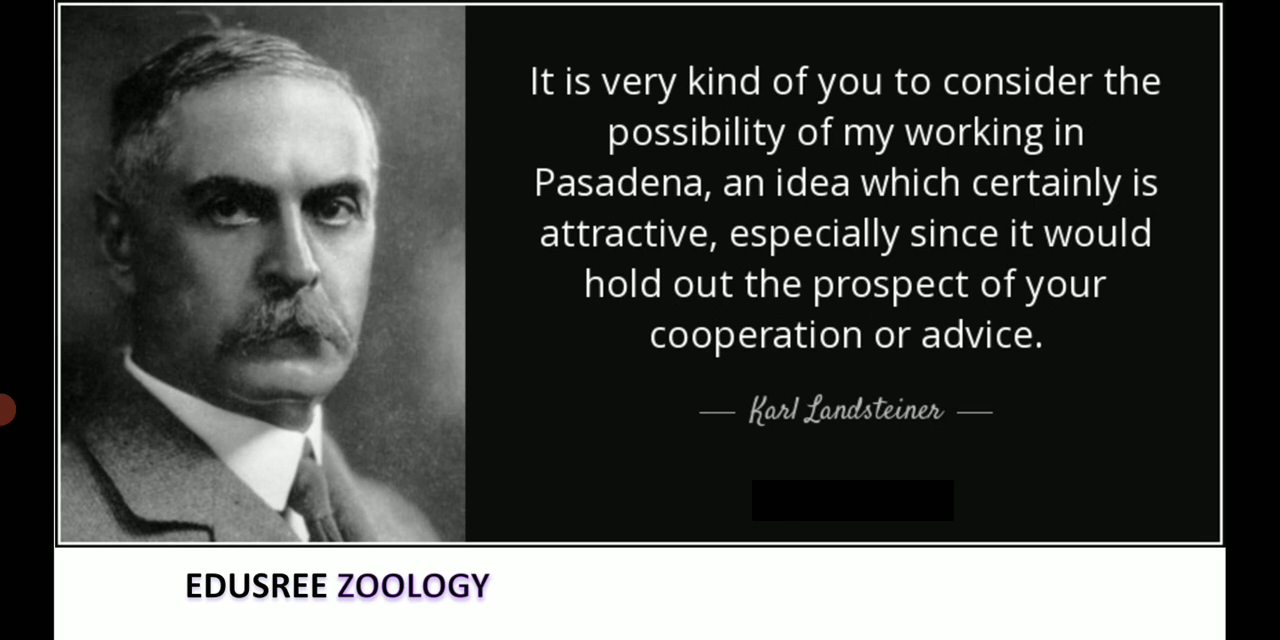 It is very kind of you to consider the
possibility of my working in
Pasadena, an idea which certainly is
attractive, especially since it would
hold out the prospect of your
cooperation or advice.
— Karl Landsteiner —
EDUSREE ZOOLOGY